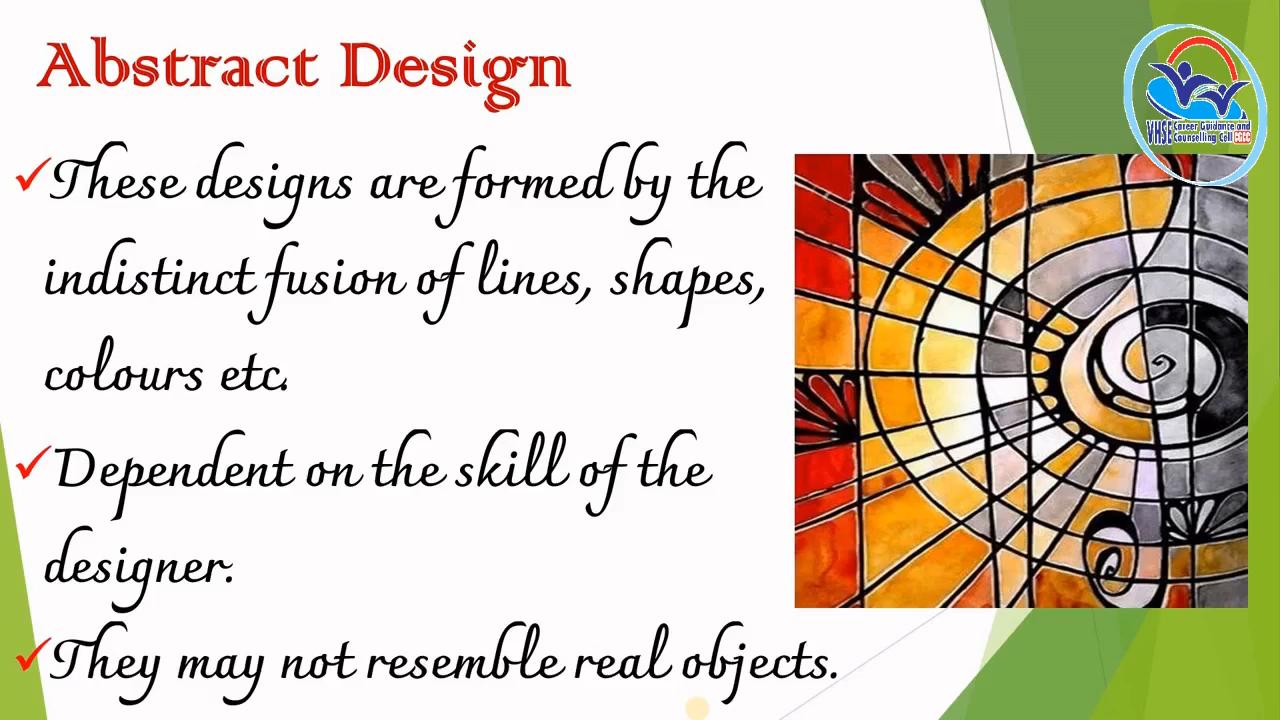 Abstract Design
VHSE Career Guidance and
Counselling Cell CGCC
These designs are formed by the
indistinct fusion of lines, shapes,
colours etc.
Dependent on the skill of the
designer.
They may not resemble real objects.